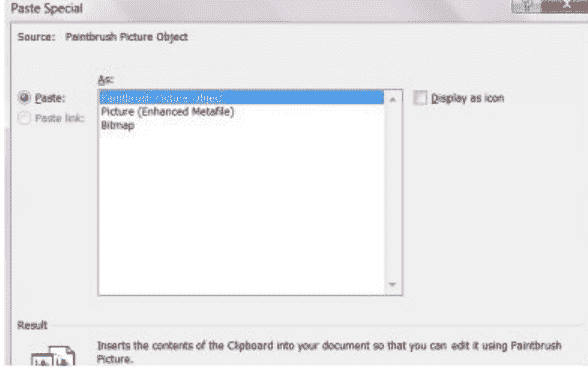 Paste Special
Source: Paintbrush Picture Object
As:
Paste:
Paintbrush Picture Object
Display as icon
Paste link:
Picture (Enhanced Metafile)
Bitmap
Result
Inserts the contents of the Clipboard into your document so that you can edit it using Paintbrush
Picture.